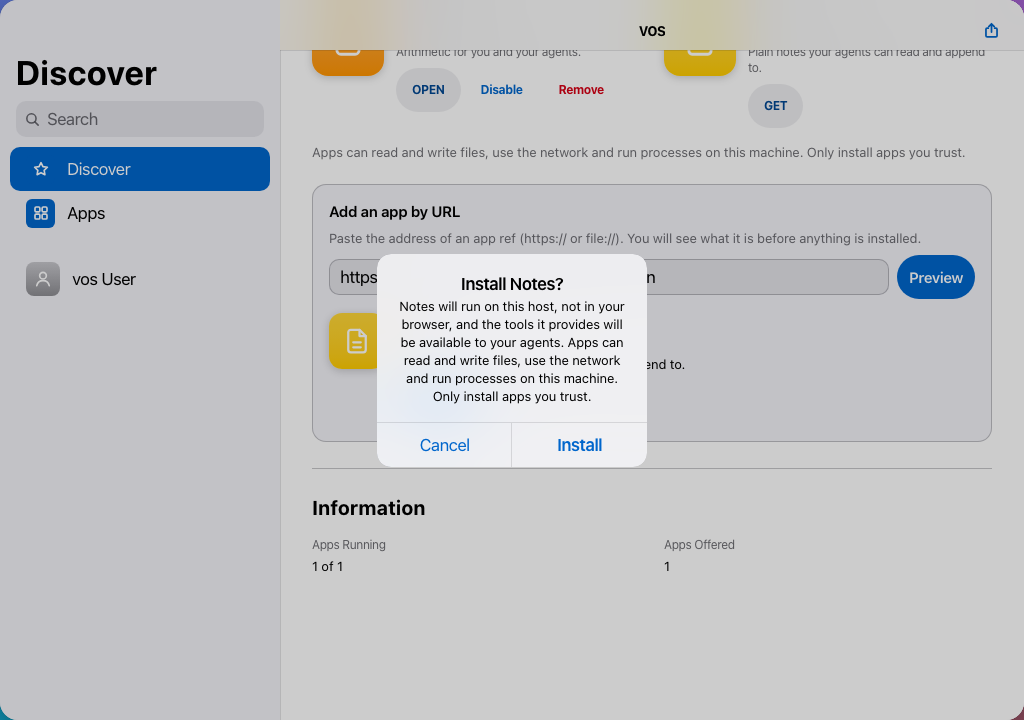 VOS
Discover
Search
Discover
Apps
vos User
Arithmetic for you and your agents.
OPEN
Disable
Remove
Plain notes your agents can read and append
to.
GET
Apps can read and write files, use the network and run processes on this machine. Only install apps you trust.
Add an app by URL
Paste the address of an app ref (https:// or file://). You will see what it is before anything is installed.
Preview
Install Notes?
Notes will run on this host, not in your
browser, and the tools it provides will
be available to your agents. Apps can
read and write files, use the network
and run processes on this machine.
Only install apps you trust.
Cancel
Install
to.
Information
Apps Running
1 of 1
Apps Offered
1